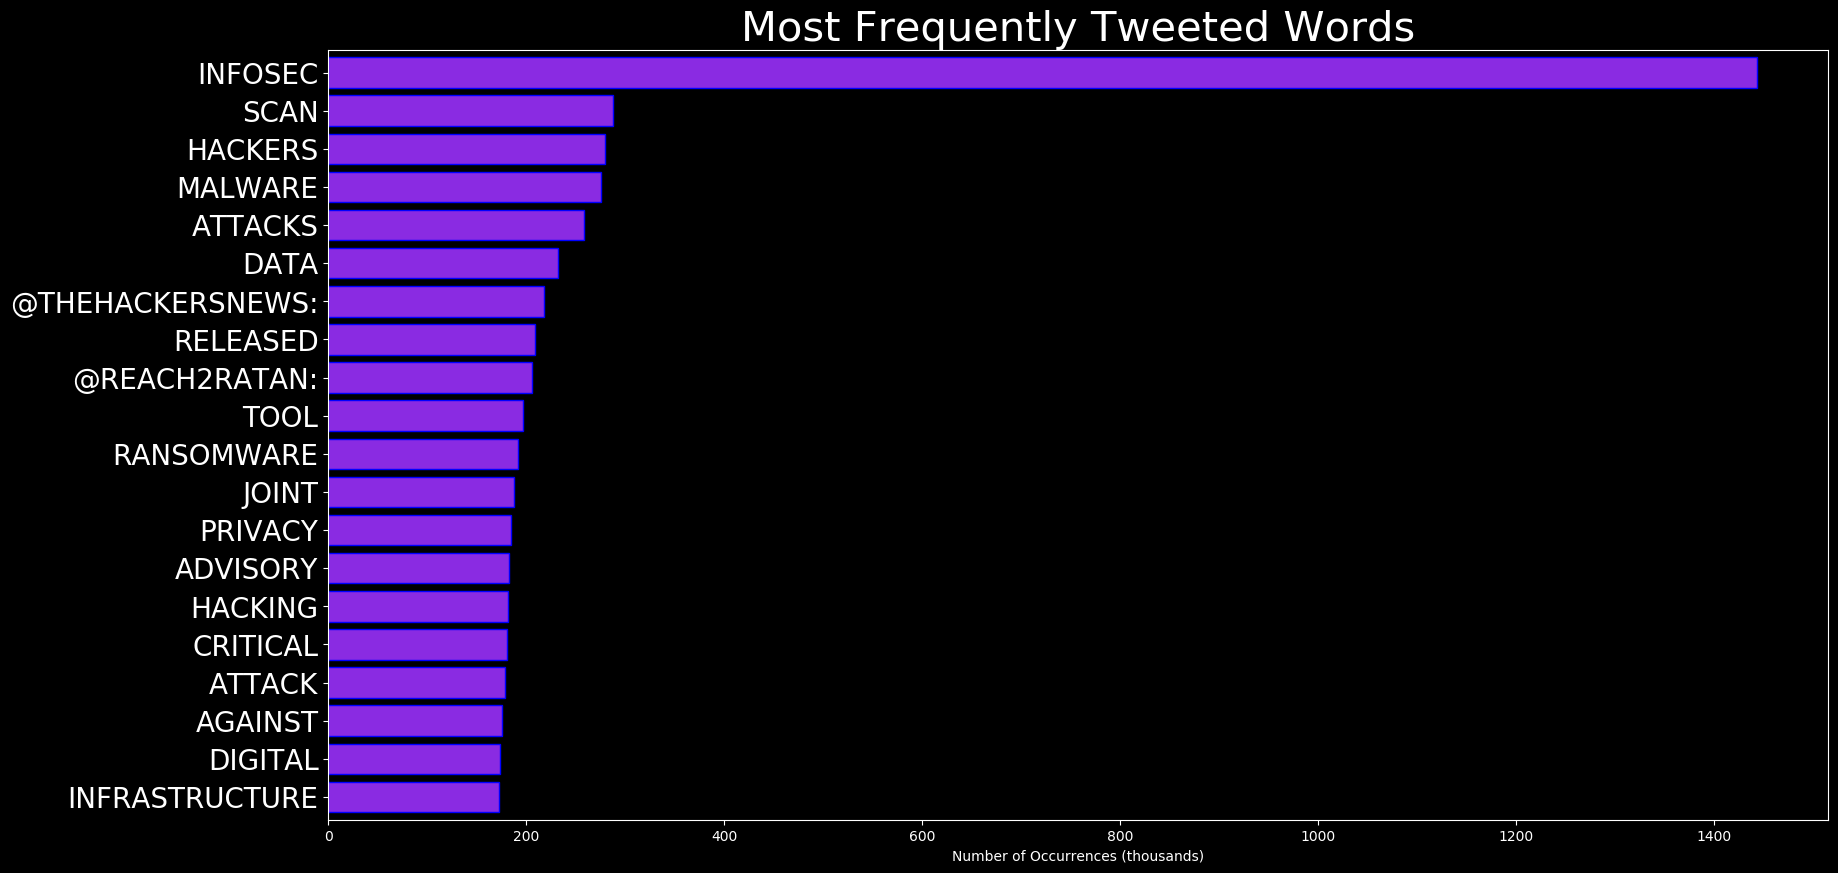 Most Frequently Tweeted Words
INFOSEC
SCAN
HACKERS
MALWARE
ATTACKS
DATA
@THEHACKERSNEWS:
RELEASED
@REACH2RATAN:
TOOL
RANSOMWARE
JOINT
PRIVACY
ADVISORY
HACKING
CRITICAL
ATTACK
AGAINST
DIGITAL
INFRASTRUCTURE
0 200 400 600 800 1000 1200 1400
Number of Occurrences (thousands)